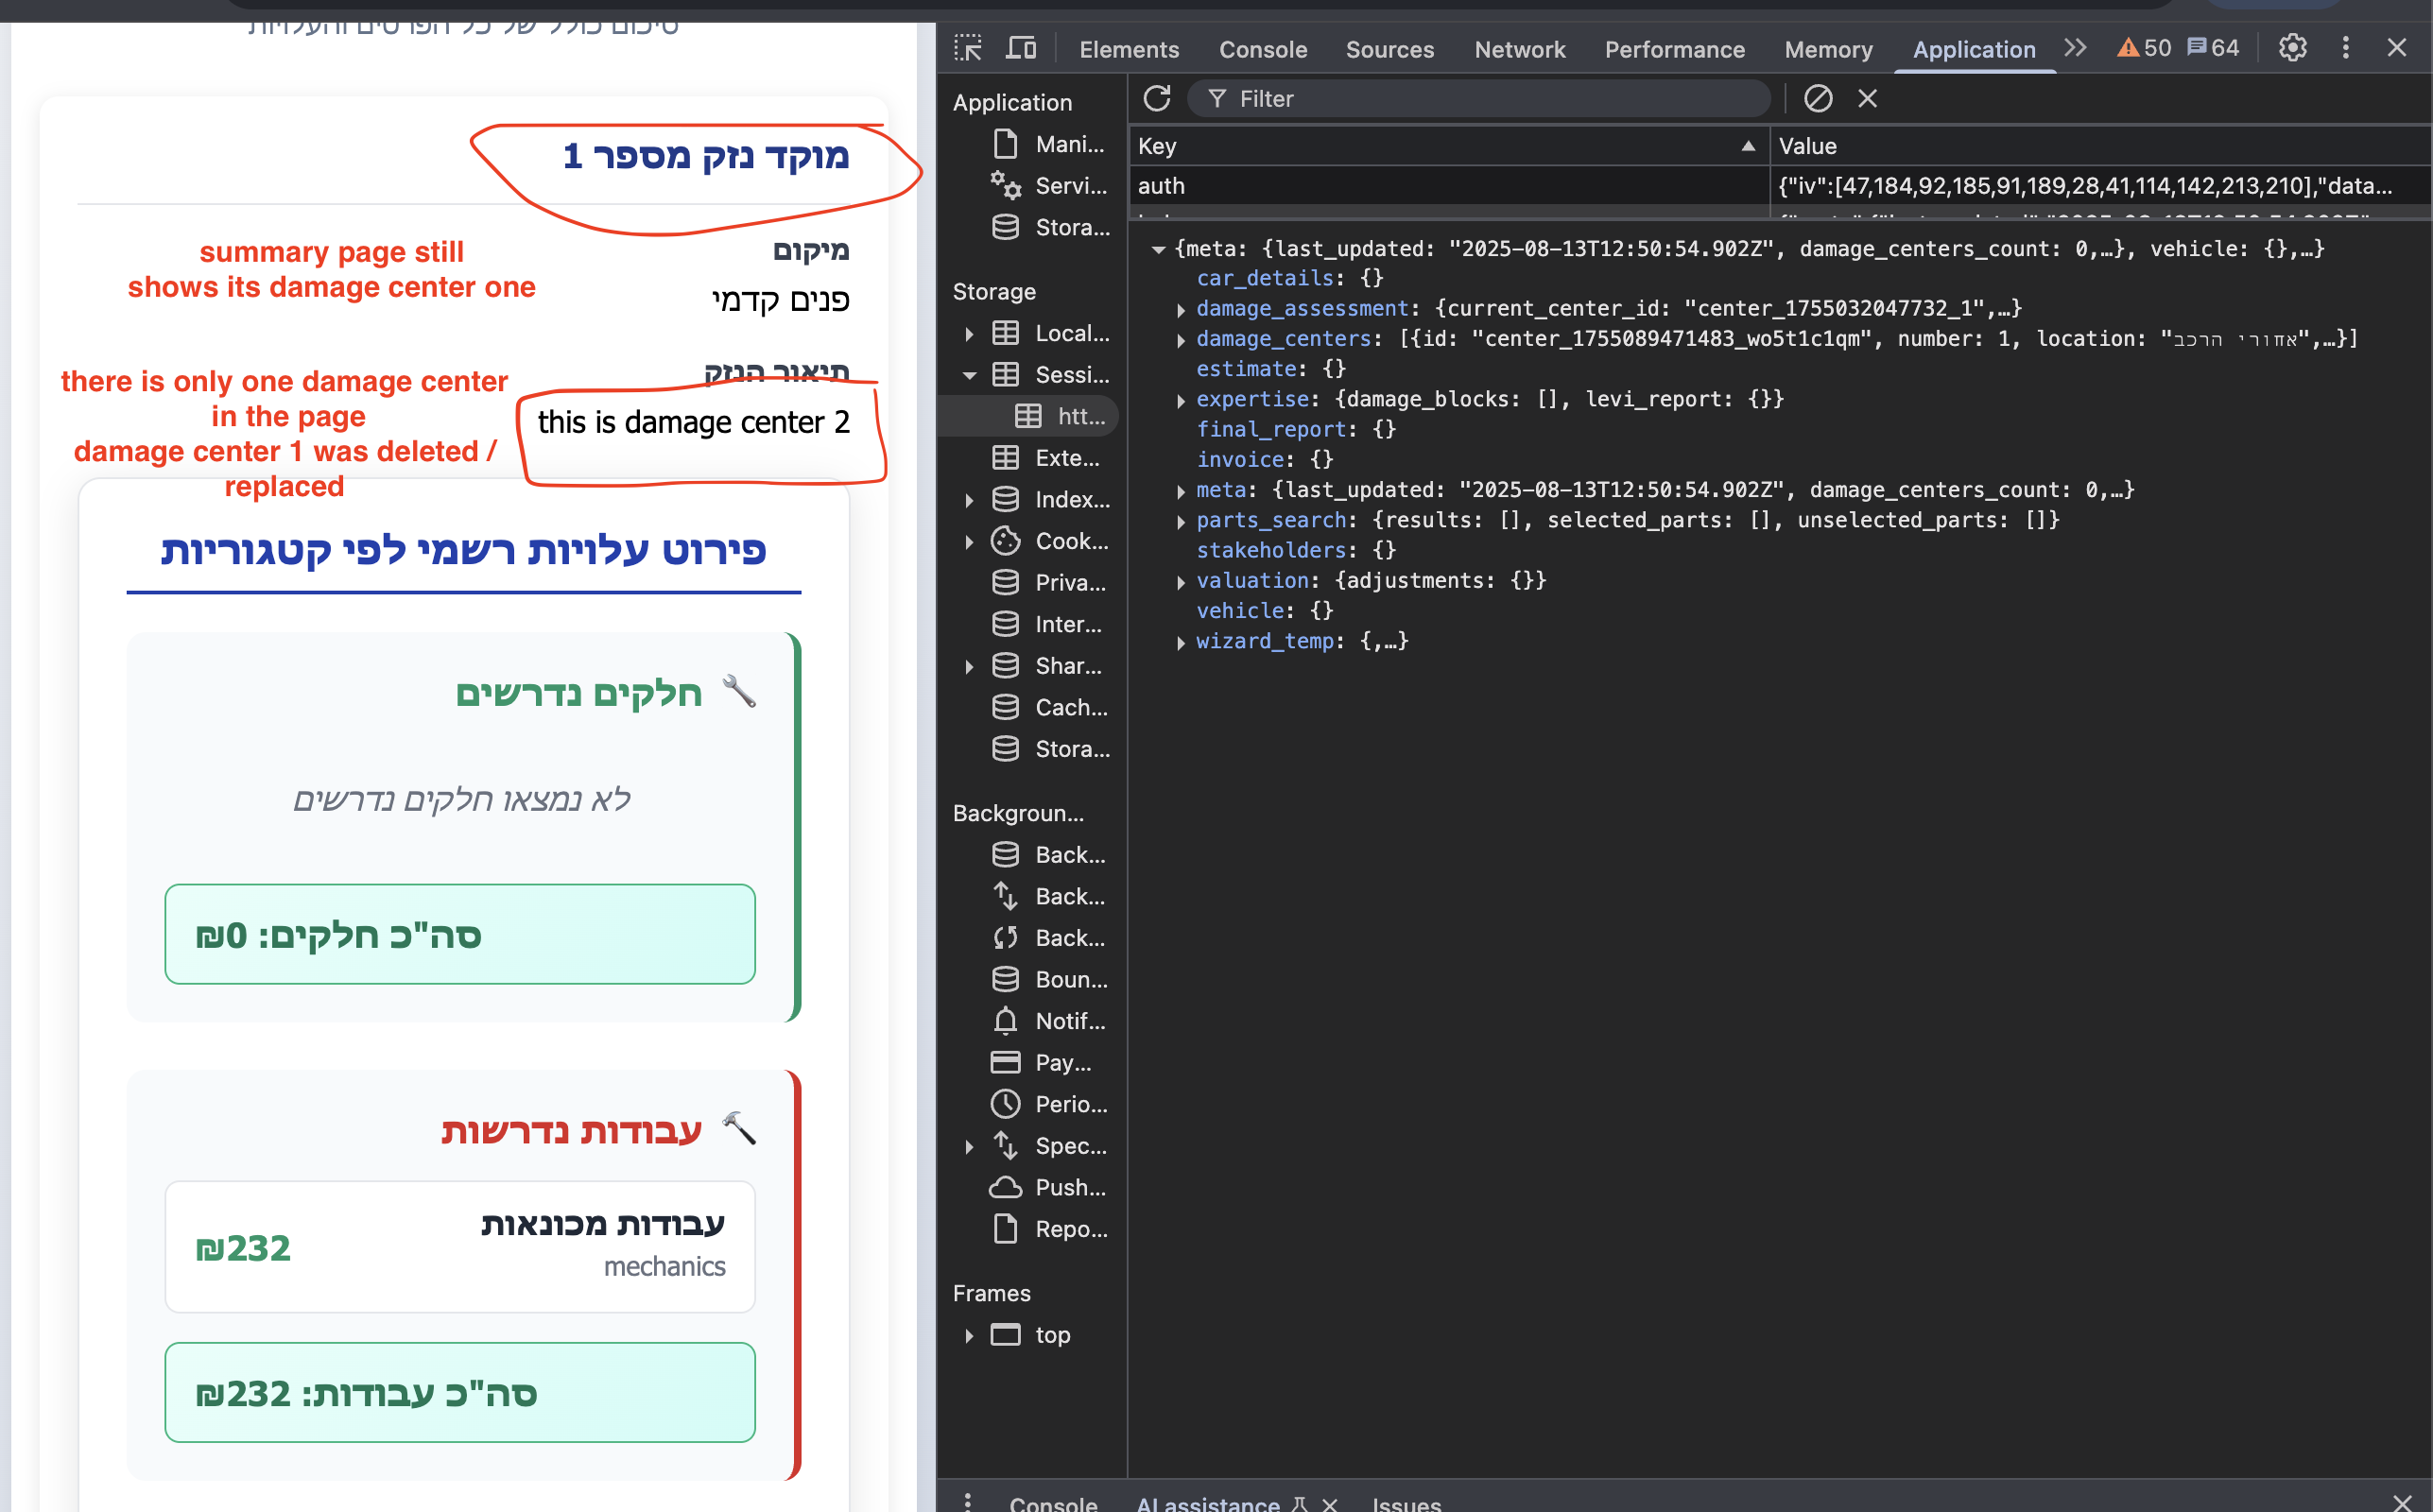 סיכום כולל של כל הפרטים והעלויות
מוקד נזק מספר 1
summary page still
shows its damage center one
מיקום
פנים קדמי
there is only one damage center
in the page
damage center 1 was deleted /
replaced
תיאור הנזק
this is damage center 2
פירוט עלויות רשמי לפי קטגוריות
חלקים נדרשים
לא נמצאו חלקים נדרשים
סה"כ חלקים: ₪0
עבודות נדרשות
עבודות מכונאות
mechanics
₪232
סה"כ עבודות: ₪232
Elements Console Sources Network Performance Memory Application 50 64
Application
Mani...
Servi...
Stora...
Storage
Local...
Sessi...
htt...
Exte...
Index...
Cook...
Priva...
Inter...
Shar...
Cach...
Stora...
Backgroun...
Back...
Back...
Back...
Boun...
Notif...
Pay...
Perio...
Spec...
Push...
Repo...
Frames
top
Filter
Key Value
auth {"iv":[47,184,92,185,91,189,28,41,114,142,213,210],"data...
{meta: {last_updated: "2025-08-13T12:50:54.902Z", damage_centers_count: 0,…}, vehicle: {},…}
car_details: {}
damage_assessment: {current_center_id: "center_1755032047732_1",…}
damage_centers: [{id: "center_1755089471483_wo5t1c1qm", number: 1, location: "אחורי הרכב",…}]
estimate: {}
expertise: {damage_blocks: [], levi_report: {}}
final_report: {}
invoice: {}
meta: {last_updated: "2025-08-13T12:50:54.902Z", damage_centers_count: 0,…}
parts_search: {results: [], selected_parts: [], unselected_parts: []}
stakeholders: {}
valuation: {adjustments: {}}
vehicle: {}
wizard_temp: {,…}
Console AI assistance Issues